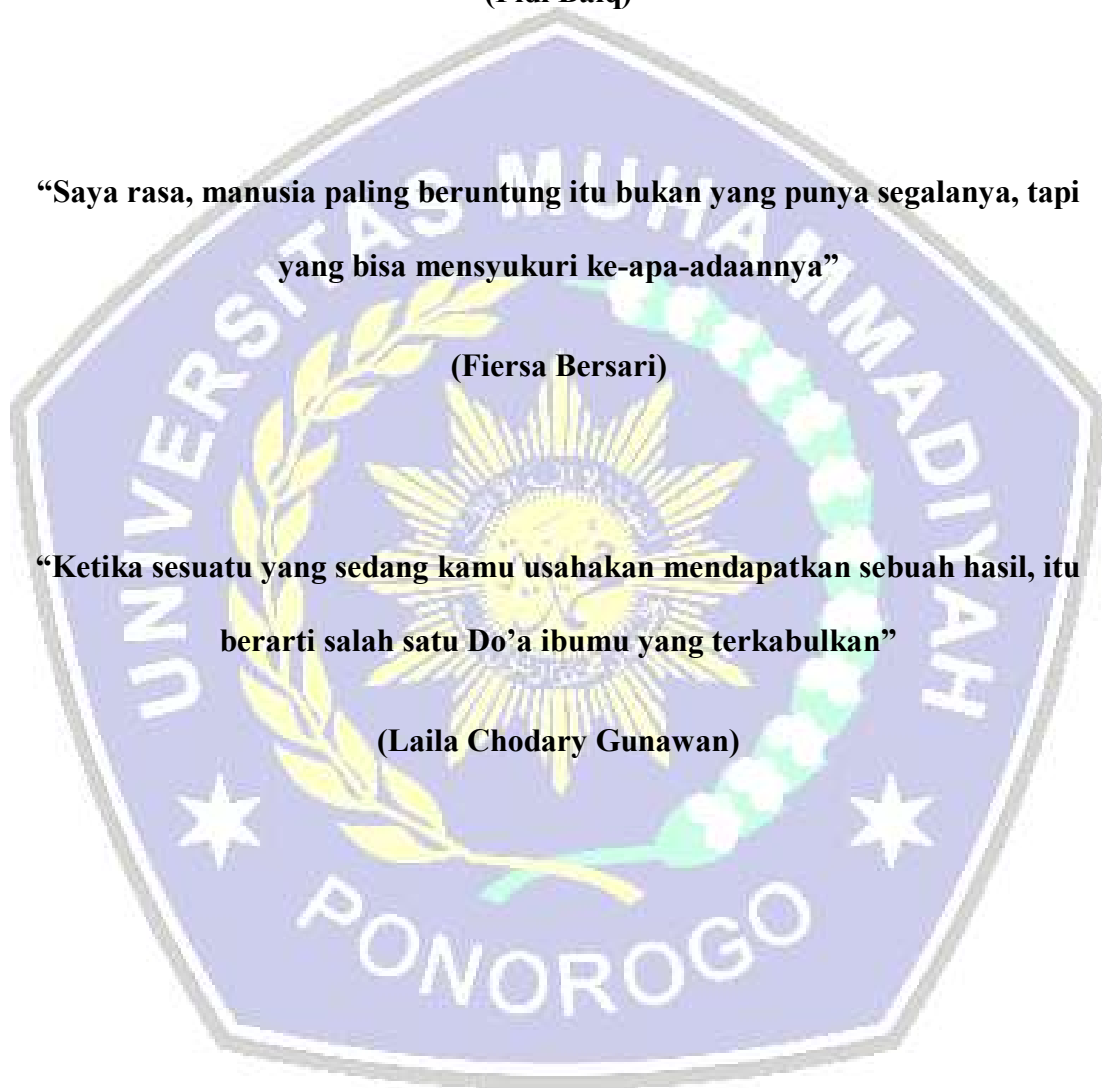 “Saya rasa, manusia paling beruntung itu bukan yang punya segalanya, tapi
yang bisa mensyukuri ke-apa-adaannya”
(Fiersa Bersari)
“Ketika sesuatu yang sedang kamu usahakan mendapatkan sebuah hasil, itu
berarti salah satu Do’a ibumu yang terkabulkan”
(Laila Chodary Gunawan)
UNIVERSITAS MUHAMMADIYAH
PONOROGO